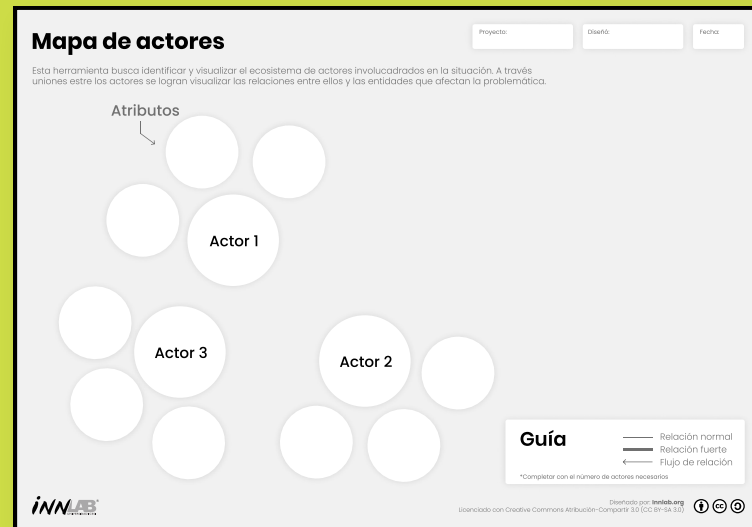 Mapa de actores
Proyecto:
Diseñó:
Fecha:
Esta herramienta busca identificar y visualizar el ecosistema de actores involucadrados en la situación. A través
uniones estre los actores se logran visualizar las relaciones entre ellos y las entidades que afectan la problemática.
Atributos
Actor 1
Actor 3
Actor 2
Guía
Relación normal
Relación fuerte
Flujo de relación
*Completar con el número de actores necesarios
iNNLAB
Diseñado por: innlab.org
Licenciado con Creative Commons Atribución-Compartir 3.0 (CC BY-SA 3.0)
cc